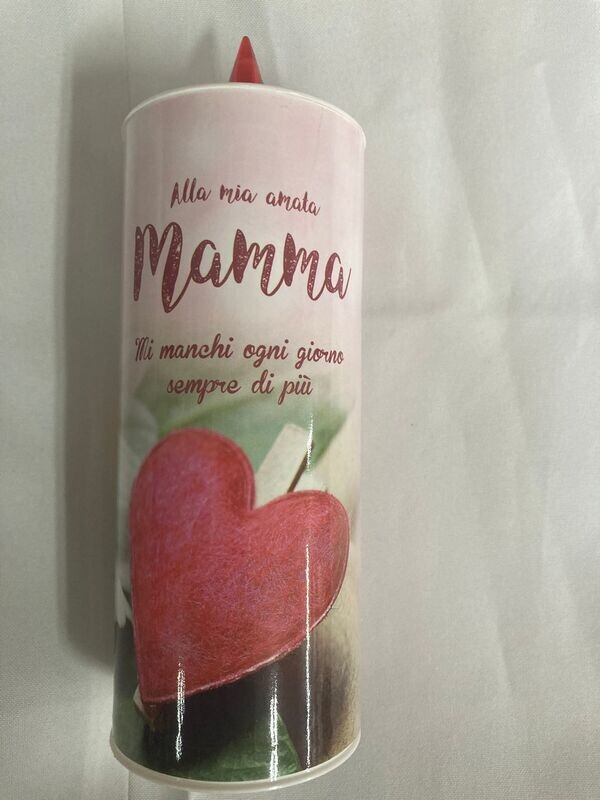 Alla mia amata
Mamma
Mi manchi ogni giorno
sempre di più